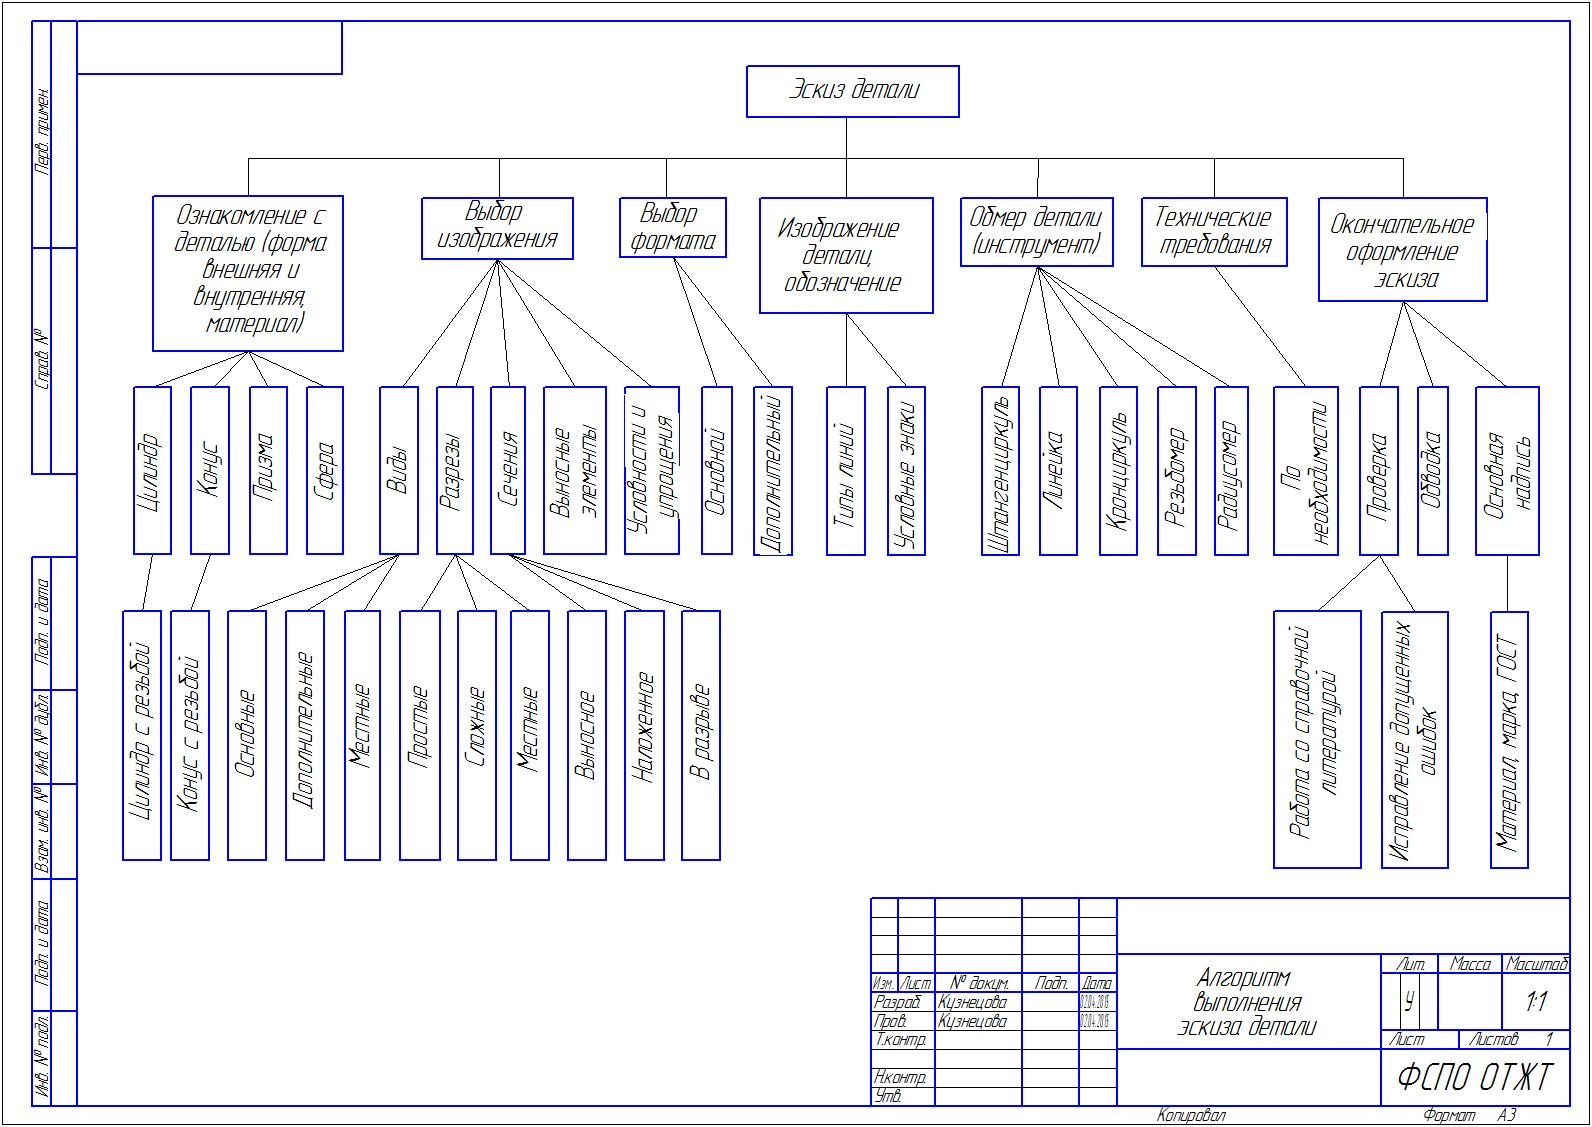 Эскиз детали
Ознакомление с
деталью (форма
внешняя и
внутренняя,
материал)
Выбор
изображения
Выбор
формата
Изображение
детали,
обозначение
Обмер детали
(инструмент)
Технические
требования
Окончательное
оформление
эскиза
Цилиндр
Конус
Призма
Сфера
Виды
Разрезы
Сечения
Выносные
элементы
Условности и
упрощения
Основной
Дополнительный
Типы линий
Условные знаки
Штангенциркуль
Линейка
Кронциркуль
Резьбомер
Радиусомер
По
необходимости
Проверка
Обводка
Основная
надпись
Цилиндр с резьбой
Конус с резьбой
Основные
Дополнительные
Местные
Простые
Сложные
Местные
Выносное
Наложенное
В разрыве
Работа со справочной
литературой
Исправление допущенных
ошибок
Материал, марка, ГОСТ
Перв. примен.
Справ. №
Подп. и дата
Инв. № дубл.
Взам. инв. №
Подп. и дата
Инв. № подл.
Изм. Лист № докум. Подп. Дата
Разраб. Кузнецова 02.04.2015
Пров. Кузнецова 02.04.2015
Т.контр.
Н.контр.
Утв.
Алгоритм
выполнения
эскиза детали
Лит. Масса Масштаб
У 1:1
Лист Листов 1
ФСПО ОТЖТ
Копировал Формат А3